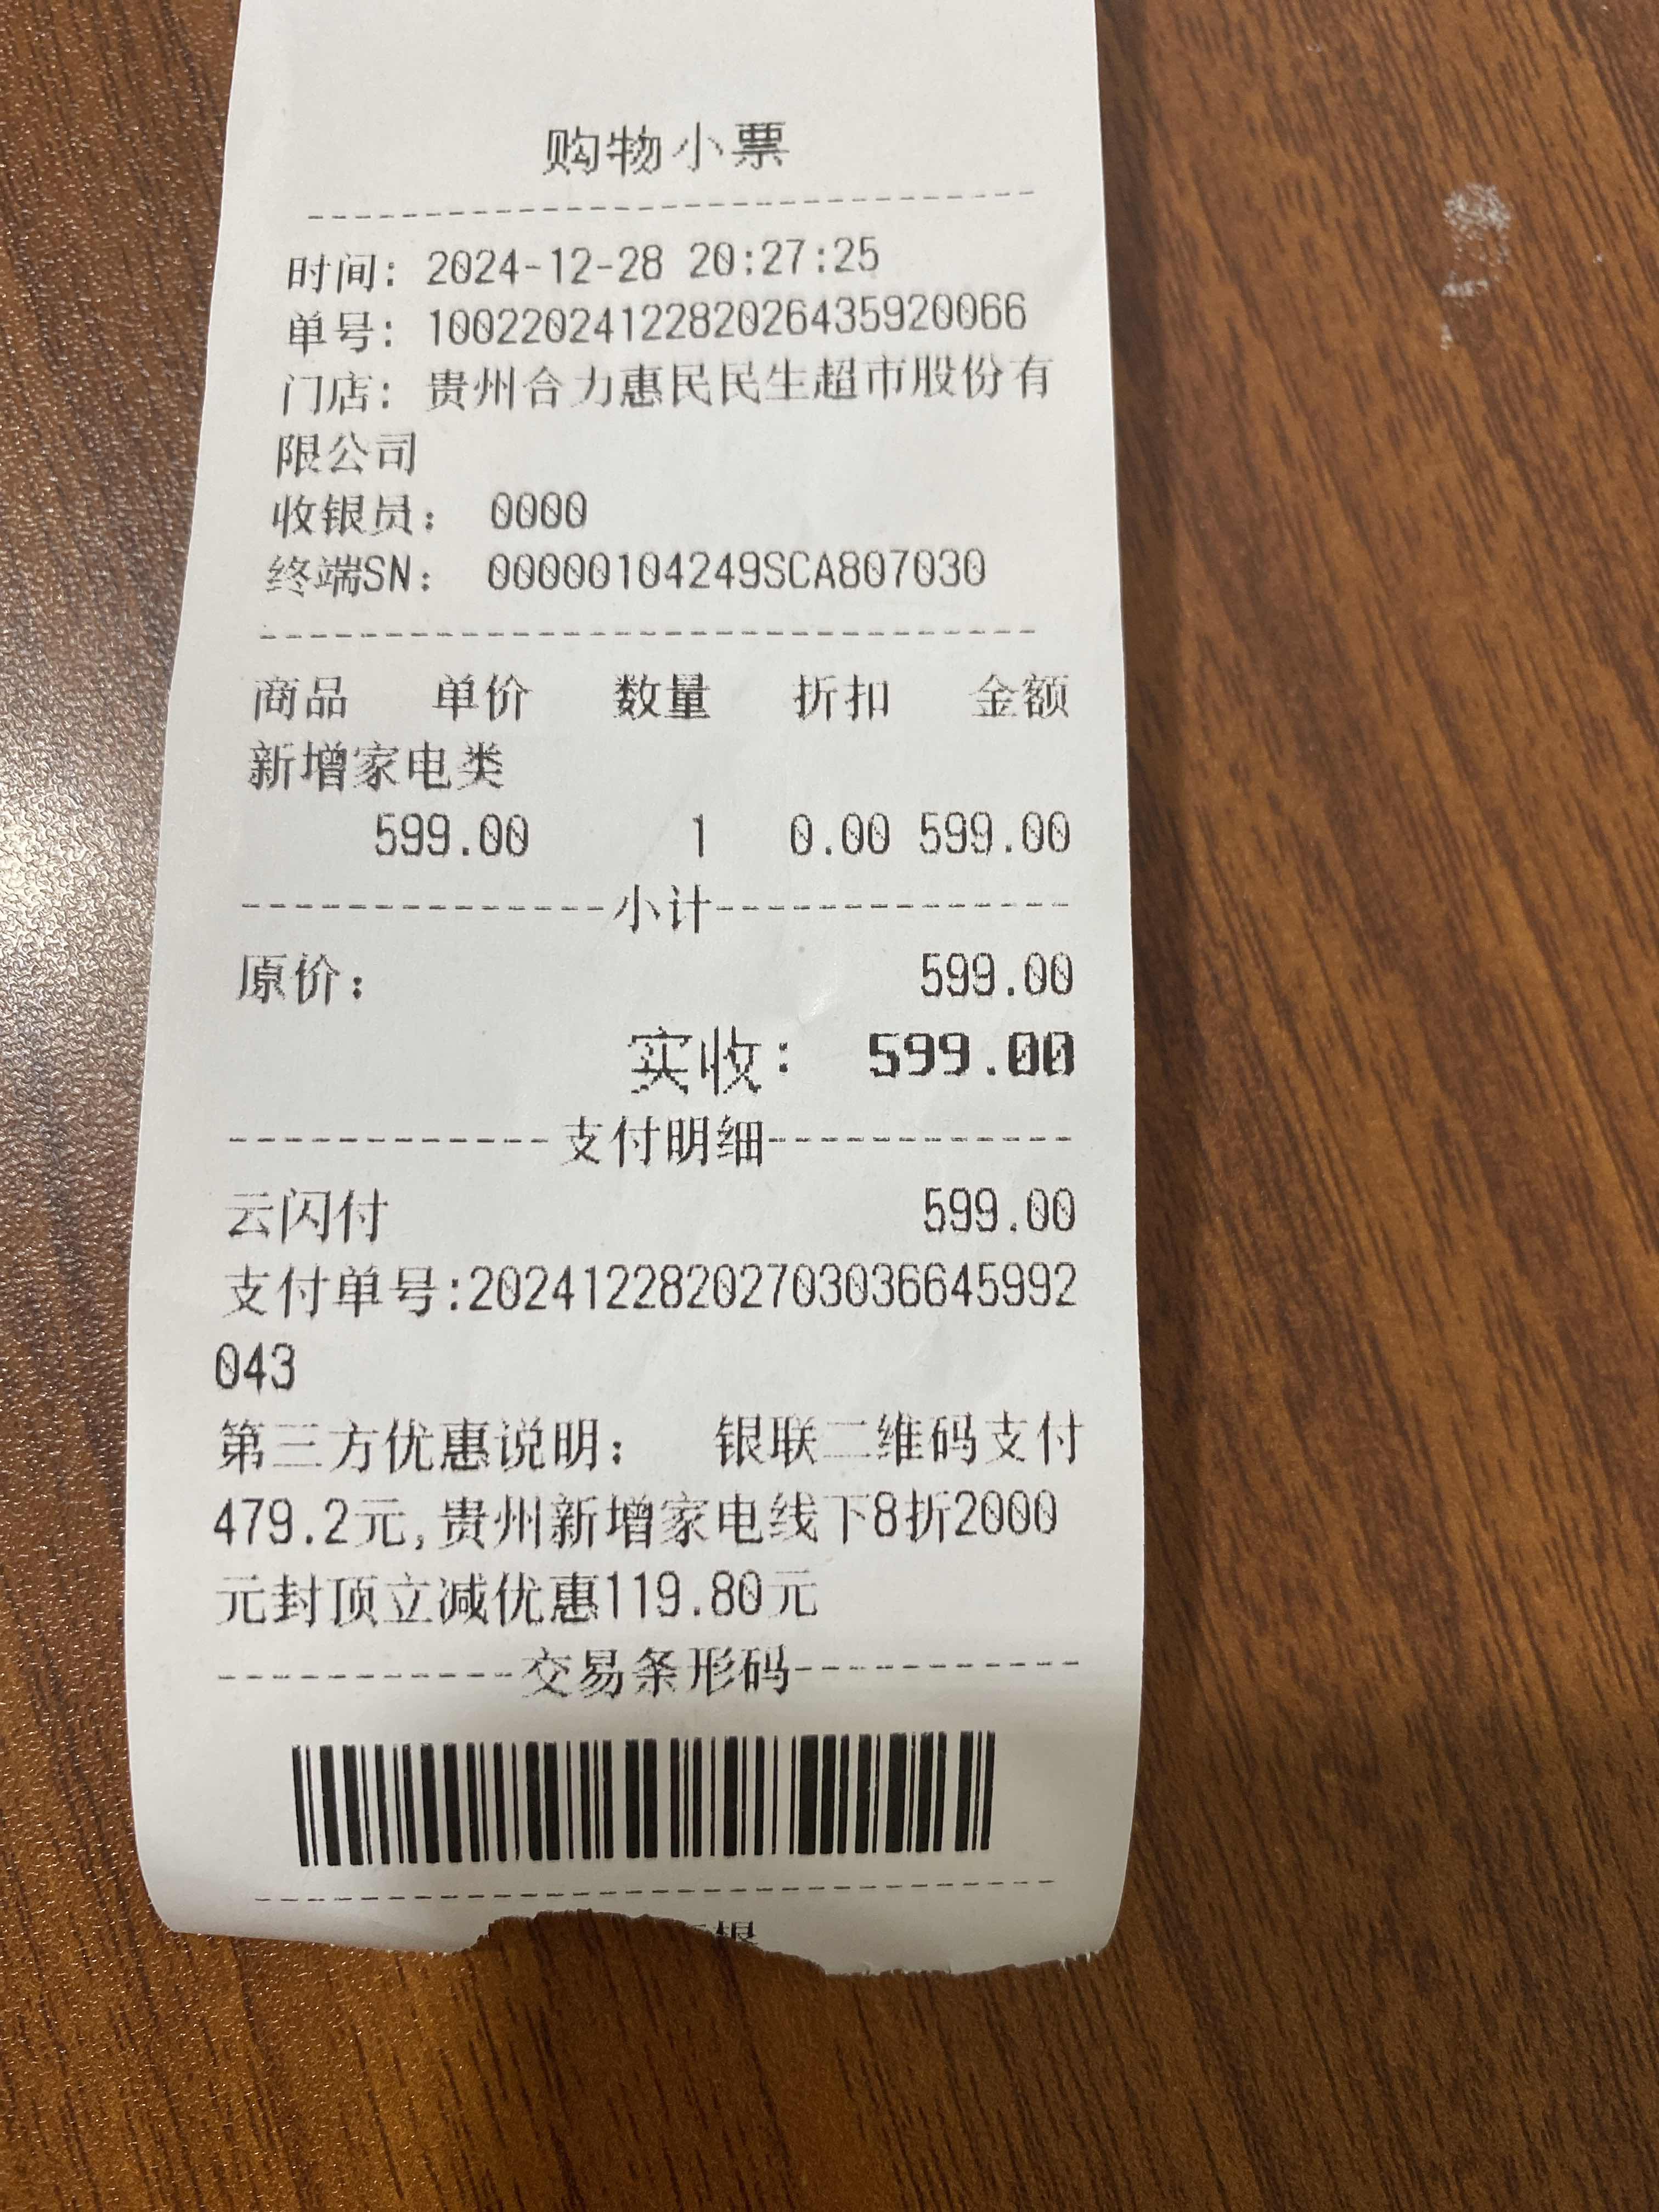 购物小票
时间: 2024-12-28 20:27:25
单号: 1002202412282026435920066
门店: 贵州合力惠民民生超市股份有
限公司
收银员: 0000
终端SN: 00000104249SCA807030
商品 单价 数量 折扣 金额
新增家电类
599.00 1 0.00 599.00
小计
原价: 599.00
实收: 599.00
支付明细
云闪付 599.00
支付单号:2024122820270303664599​2
043
第三方优惠说明: 银联二维码支付
479.2元,贵州新增家电线下8折2000
元封顶立减优惠119.80元
交易条形码